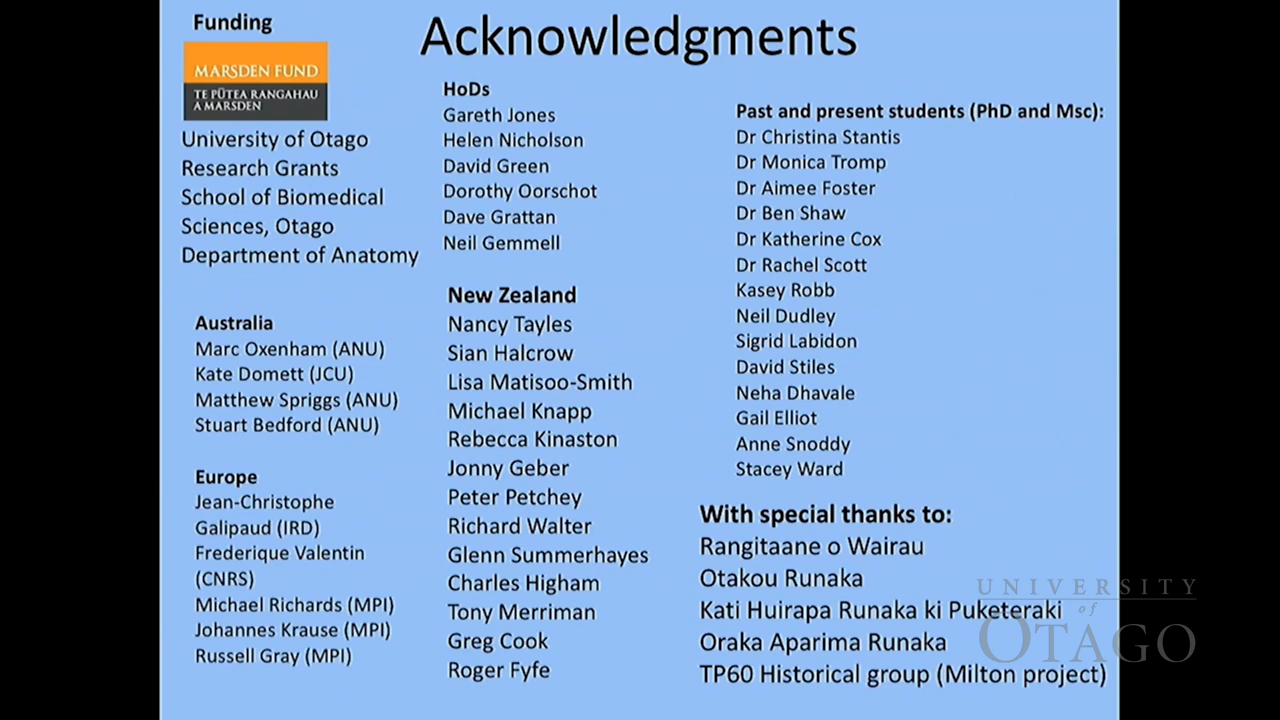 Acknowledgments
Funding
MARSDEN FUND
TE PŪTEA RANGAHAU
A MARSDEN
University of Otago
Research Grants
School of Biomedical
Sciences, Otago
Department of Anatomy
Australia
Marc Oxenham (ANU)
Kate Domett (JCU)
Matthew Spriggs (ANU)
Stuart Bedford (ANU)
Europe
Jean-Christophe
Galipaud (IRD)
Frederique Valentin
(CNRS)
Michael Richards (MPI)
Johannes Krause (MPI)
Russell Gray (MPI)
HoDs
Gareth Jones
Helen Nicholson
David Green
Dorothy Oorschot
Dave Grattan
Neil Gemmell
New Zealand
Nancy Tayles
Sian Halcrow
Lisa Matisoo-Smith
Michael Knapp
Rebecca Kinaston
Jonny Geber
Peter Petchey
Richard Walter
Glenn Summerhayes
Charles Higham
Tony Merriman
Greg Cook
Roger Fyfe
Past and present students (PhD and Msc):
Dr Christina Stantis
Dr Monica Tromp
Dr Aimee Foster
Dr Ben Shaw
Dr Katherine Cox
Dr Rachel Scott
Kasey Robb
Neil Dudley
Sigrid Labidon
David Stiles
Neha Dhavale
Gail Elliot
Anne Snoddy
Stacey Ward
With special thanks to:
Rangitaane o Wairau
Otakou Runaka
Kati Huirapa Runaka ki Puketeraki
Oraka Aparima Runaka
TP60 Historical group (Milton project)
UNIVERSITY
of
OTAGO